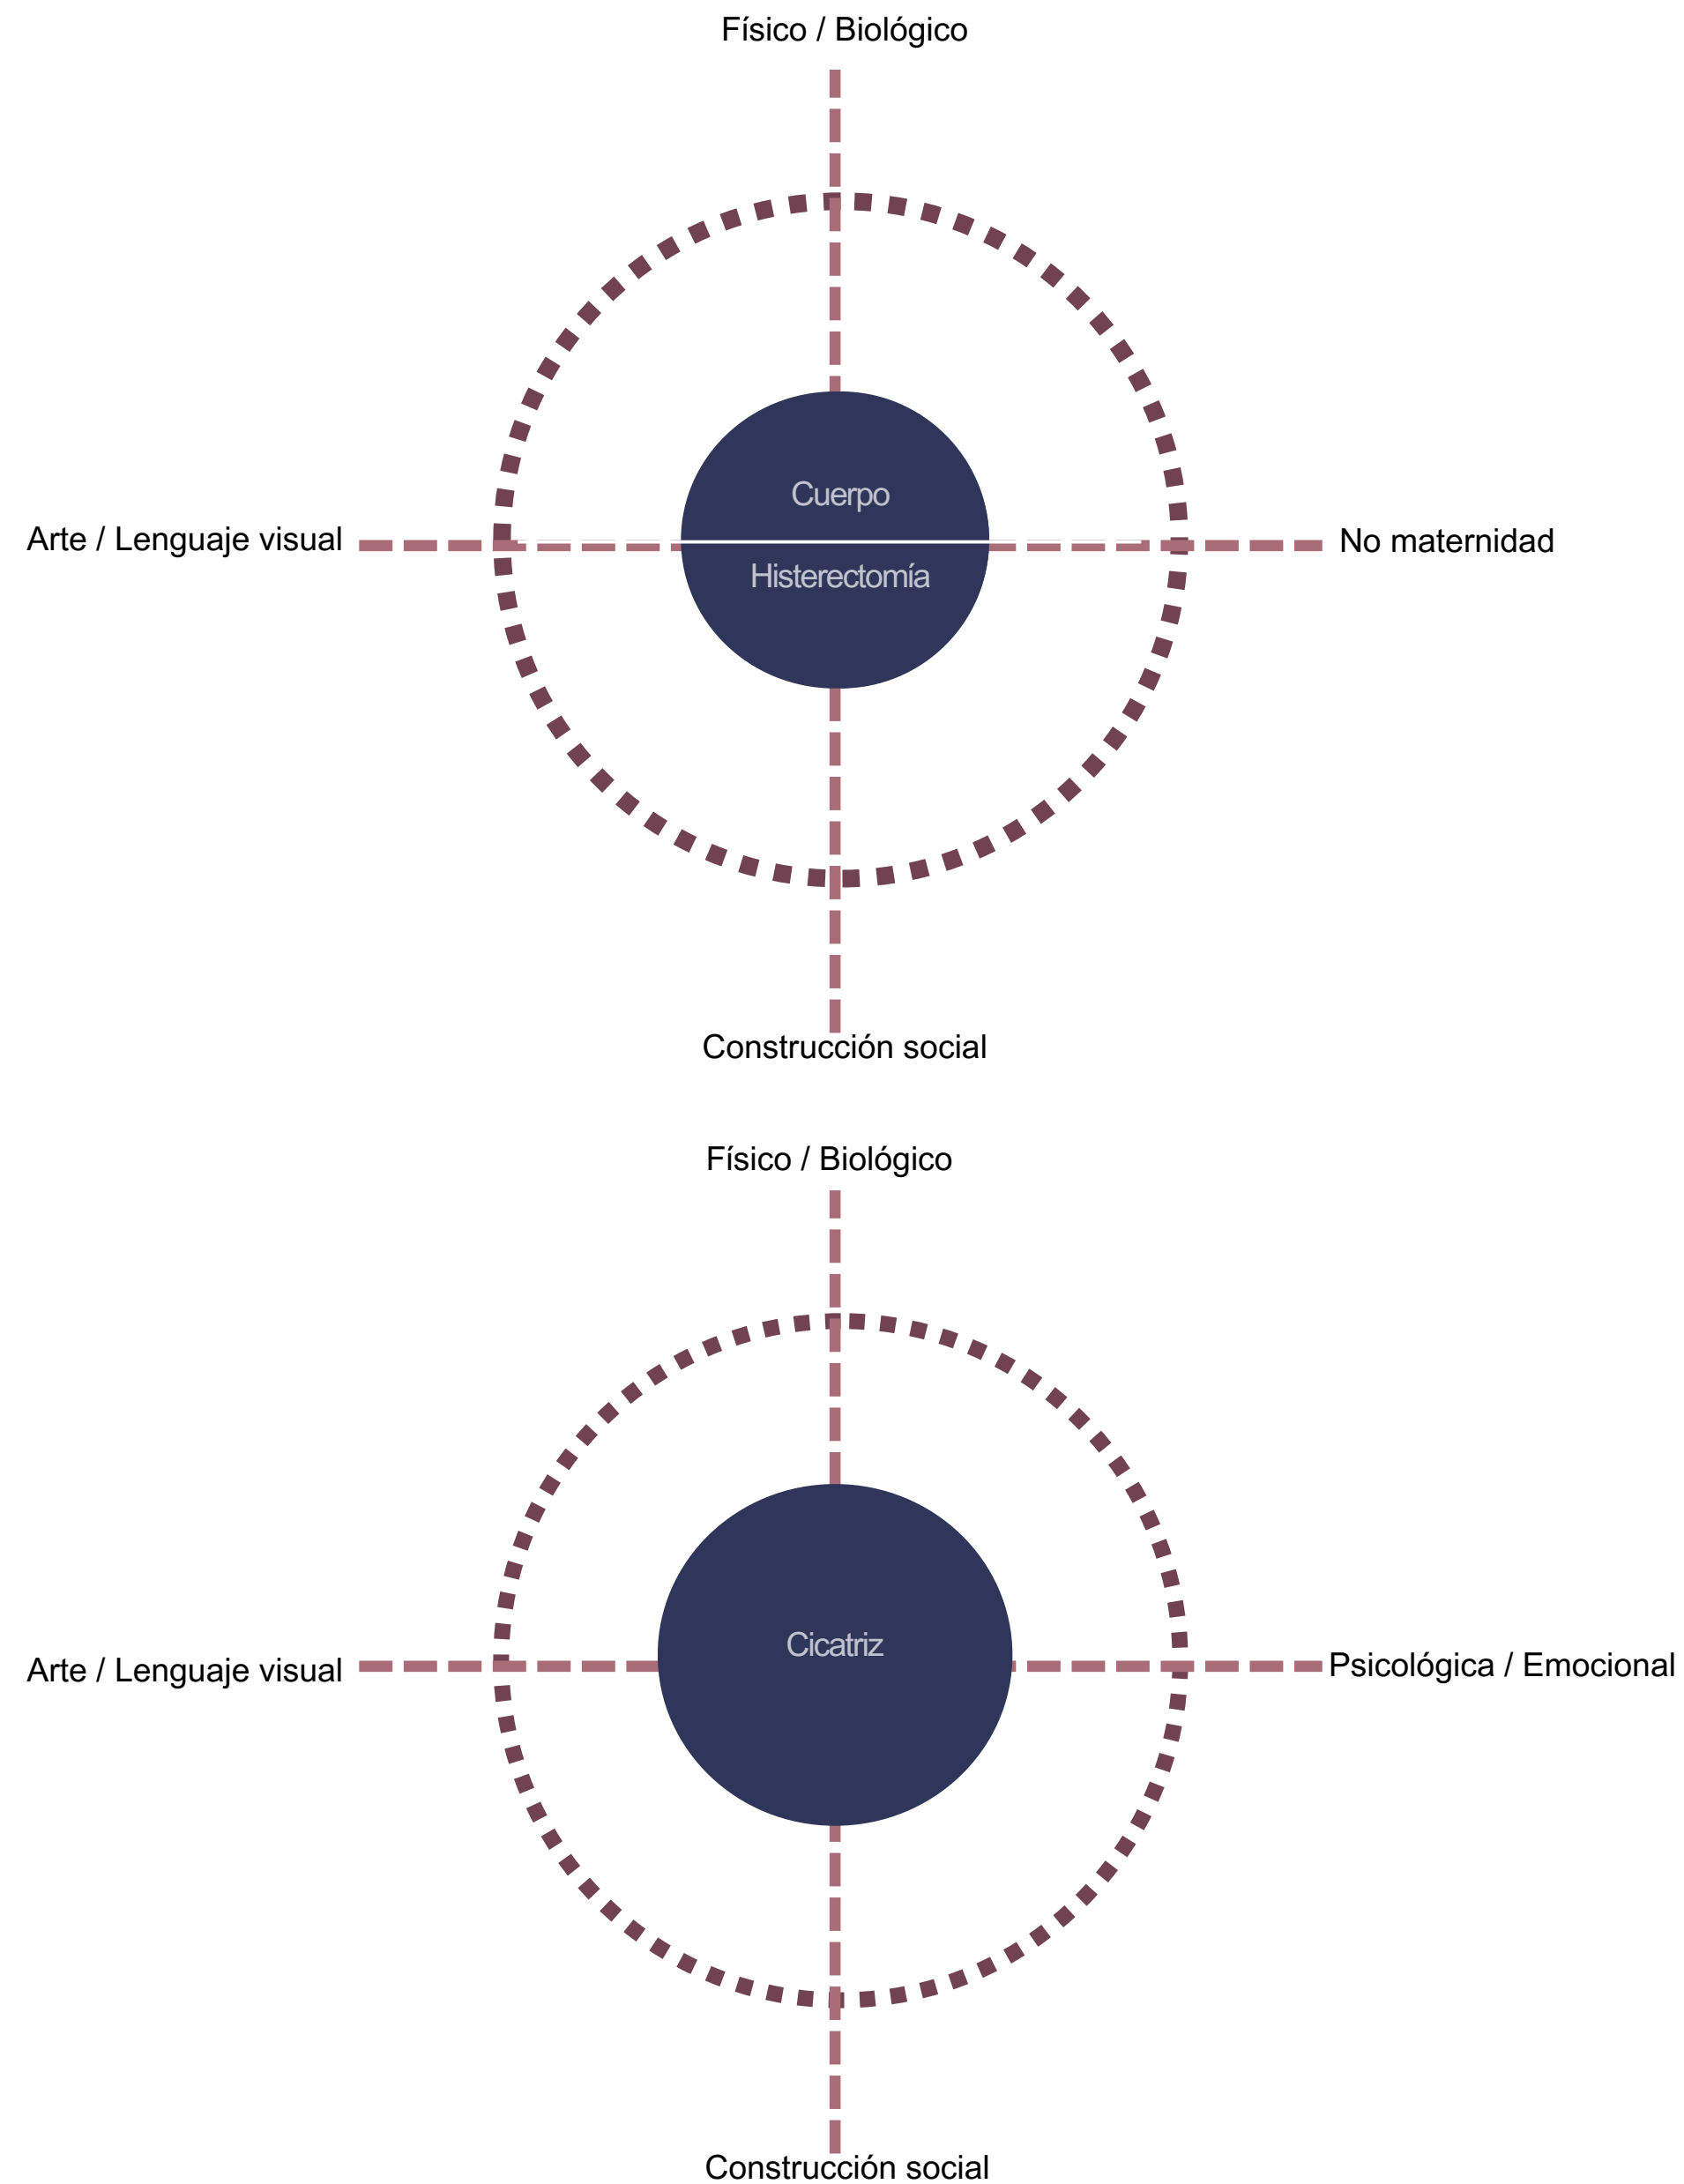 Físico / Biológico
Cuerpo
Arte / Lenguaje visual
No maternidad
Histerectomía
Construcción social
Físico / Biológico
Cicatriz
Arte / Lenguaje visual
Psicológica / Emocional
Construcción social